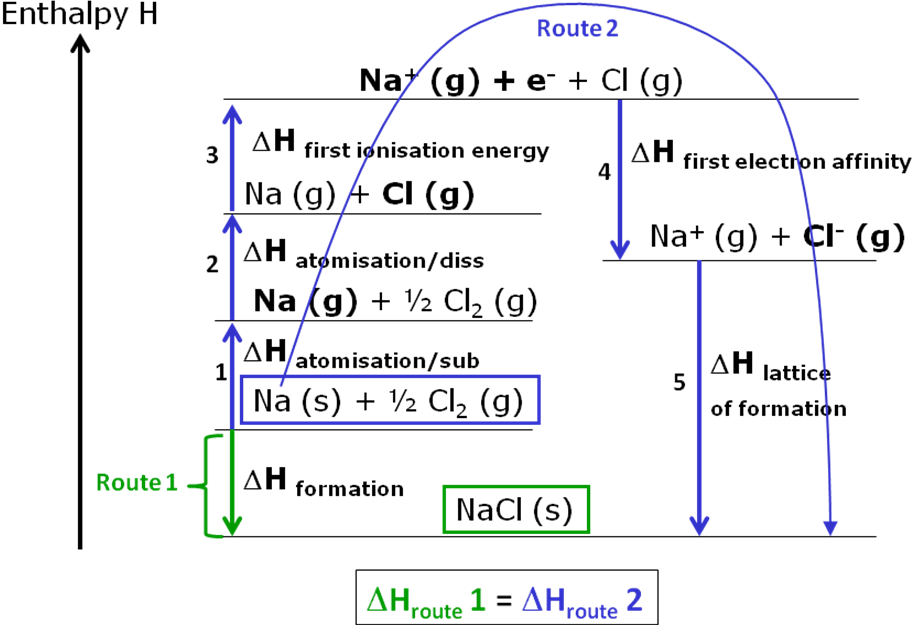 Enthalpy H
Route 2
Na⁺ (g) + e⁻ + Cl (g)
3
ΔH first ionisation energy
4
ΔH first electron affinity
Na (g) + Cl (g)
Na⁺ (g) + Cl⁻ (g)
2
ΔH atomisation/diss
Na (g) + ½ Cl₂ (g)
1
ΔH atomisation/sub
5
ΔH lattice
of formation
Na (s) + ½ Cl₂ (g)
Route 1
ΔH formation
NaCl (s)
ΔHroute 1 = ΔHroute 2